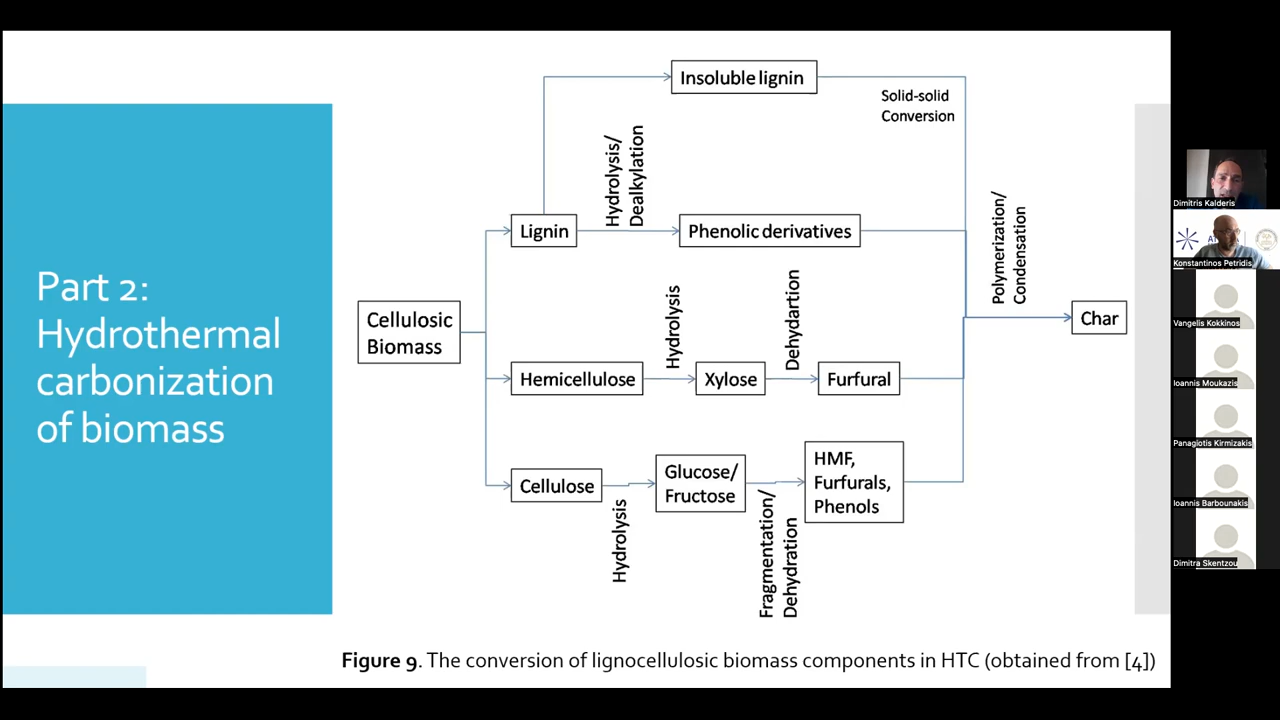 Part 2:
Hydrothermal
carbonization
of biomass
Insoluble lignin
Solid-solid
Conversion
Hydrolysis/
Dealkylation
Lignin
Phenolic derivatives
Polymerization/
Condensation
Cellulosic
Biomass
Char
Hydrolysis
Dehydartion
Hemicellulose
Xylose
Furfural
Cellulose
Hydrolysis
Glucose/
Fructose
Fragmentation/
Dehydration
HMF,
Furfurals,
Phenols
Figure 9. The conversion of lignocellulosic biomass components in HTC (obtained from [4])
Dimitris Kalderis
Konstantinos Petridis
Vangelis Kokkinos
Ioannis Moukazis
Panagiotis Kirmizakis
Ioannis Barbounakis
Dimitra Skentzou